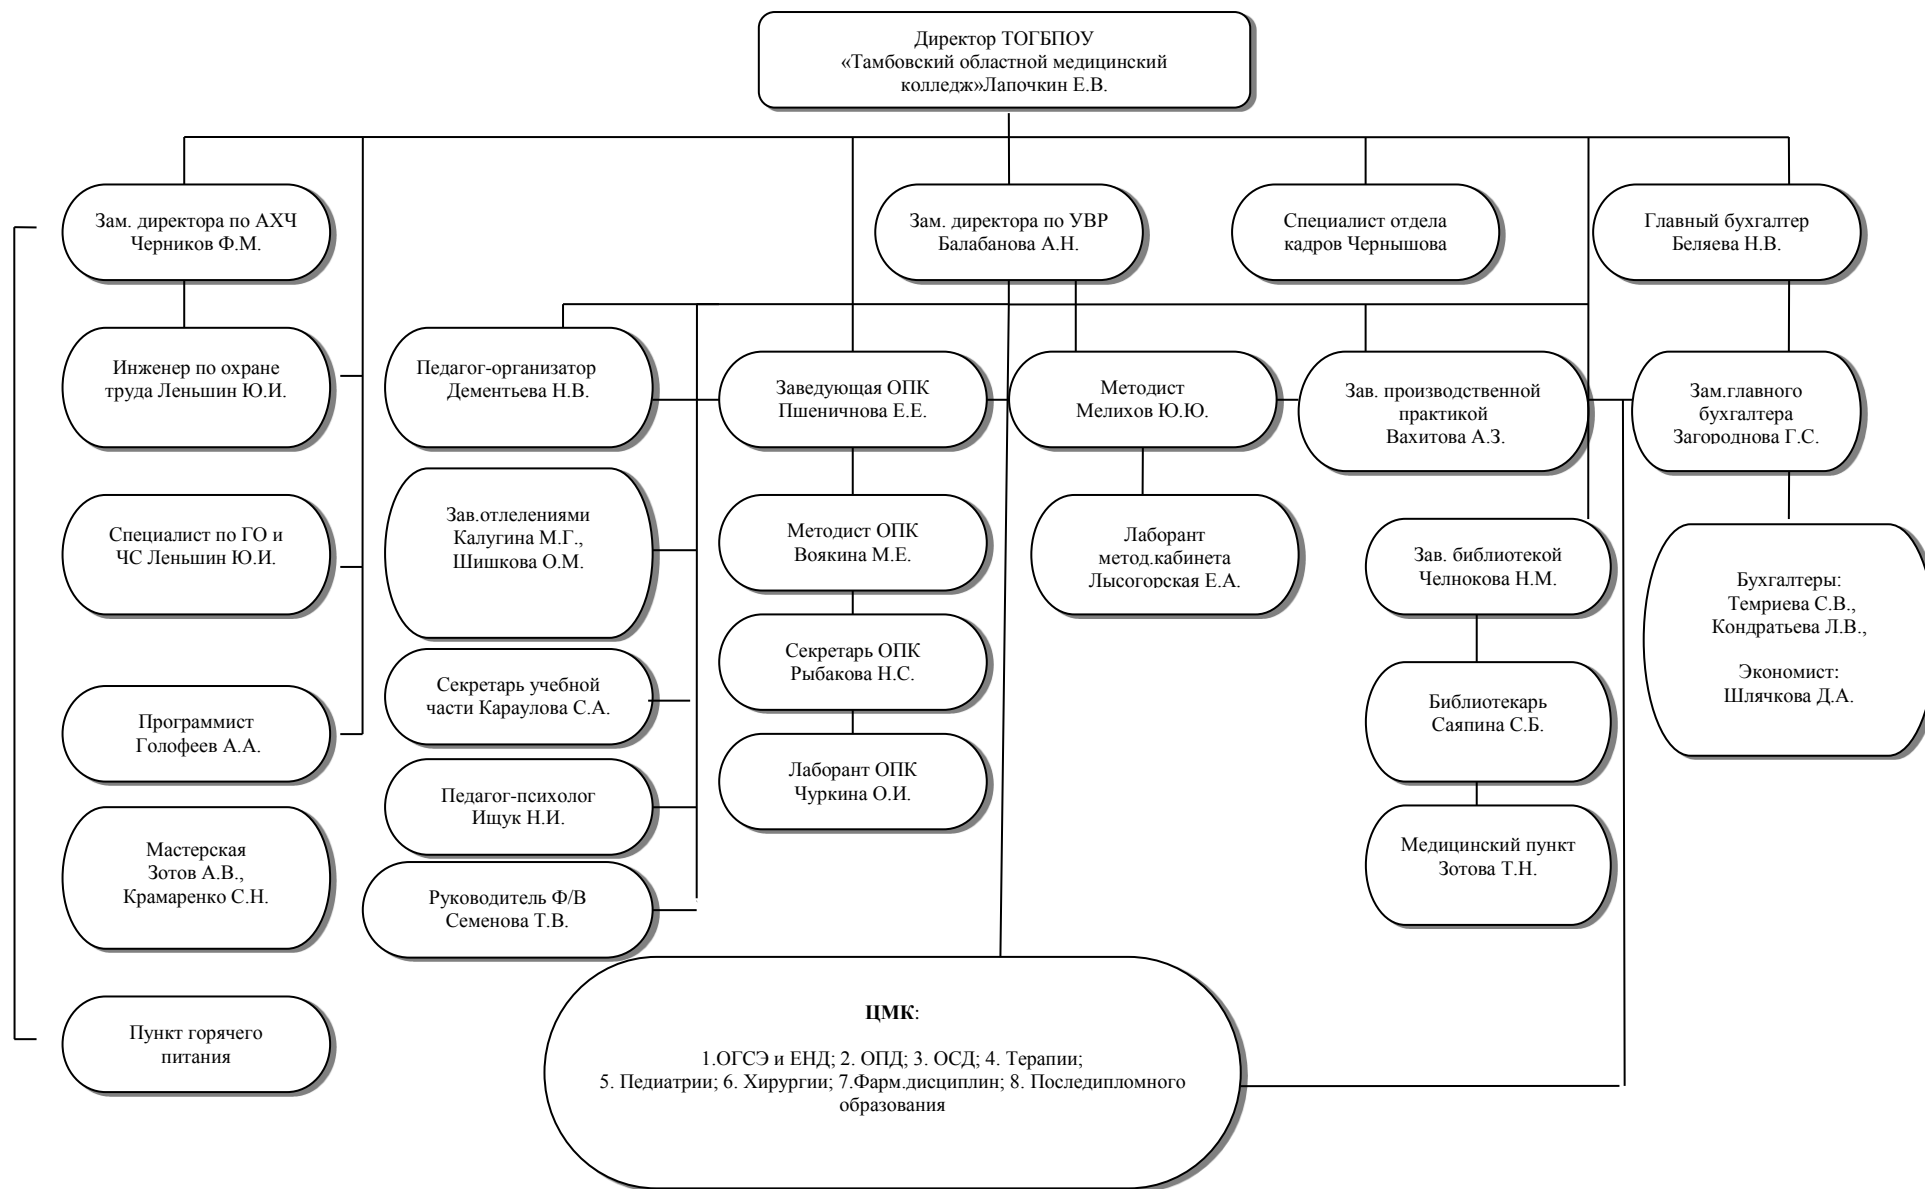 Директор ТОГБПОУ
«Тамбовский областной медицинский
колледж»Лапочкин Е.В.
Зам. директора по АХЧ
Черников Ф.М.
Зам. директора по УВР
Балабанова А.Н.
Специалист отдела
кадров Чернышова
Главный бухгалтер
Беляева Н.В.
Инженер по охране
труда Леньшин Ю.И.
Педагог-организатор
Дементьева Н.В.
Заведующая ОПК
Пшеничнова Е.Е.
Методист
Мелихов Ю.Ю.
Зав. производственной
практикой
Вахитова А.З.
Зам.главного
бухгалтера
Загороднова Г.С.
Специалист по ГО и
ЧС Леньшин Ю.И.
Зав.отлелениями
Калугина М.Г.,
Шишкова О.М.
Методист ОПК
Воякина М.Е.
Лаборант
метод.кабинета
Лысогорская Е.А.
Зав. библиотекой
Челнокова Н.М.
Бухгалтеры:
Темриева С.В.,
Кондратьева Л.В.,
Экономист:
Шлячкова Д.А.
Секретарь учебной
части Караулова С.А.
Секретарь ОПК
Рыбакова Н.С.
Библиотекарь
Саяпина С.Б.
Программист
Голофеев А.А.
Педагог-психолог
Ищук Н.И.
Лаборант ОПК
Чуркина О.И.
Мастерская
Зотов А.В.,
Крамаренко С.Н.
Руководитель Ф/В
Семенова Т.В.
Медицинский пункт
Зотова Т.Н.
Пункт горячего
питания
ЦМК:
1.ОГСЭ и ЕНД; 2. ОПД; 3. ОСД; 4. Терапии;
5. Педиатрии; 6. Хирургии; 7.Фарм.дисциплин; 8. Последипломного
образования